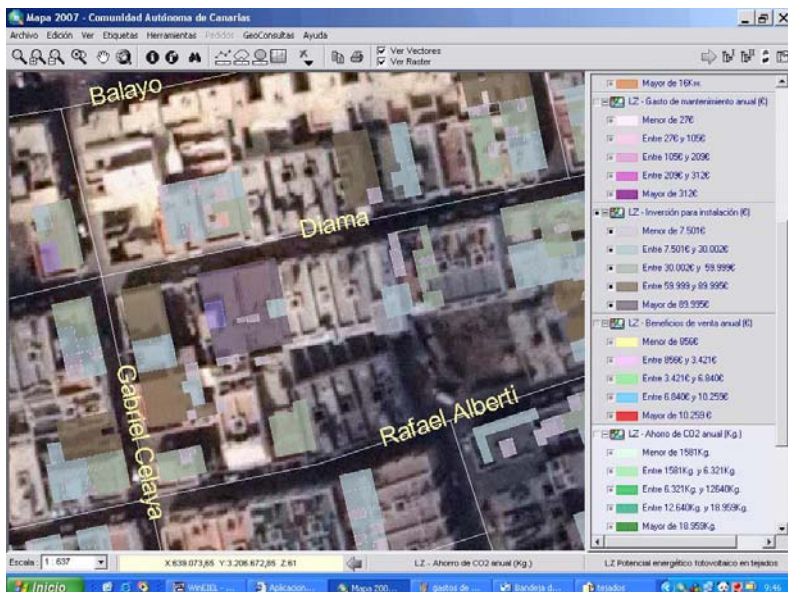 Mapa 2007 - Comunidad Autónoma de Canarias
Archivo Edición Ver Etiquetas Herramientas Pedidos GeoConsultas Ayuda
Ver Vectores
Ver Raster
Balayo
Diama
Gabriel Celaya
Rafael Alberti
Mayor de 16Kw.
LZ - Gasto de mantenimiento anual (€)
Menor de 27€
Entre 27€ y 105€
Entre 105€ y 209€
Entre 209€ y 312€
Mayor de 312€
LZ - Inversión para instalación (€)
Menor de 7.501€
Entre 7.501€ y 30.002€
Entre 30.002€ y 59.999€
Entre 59.999 y 89.995€
Mayor de 89.995€
LZ - Beneficios de venta anual (€)
Menor de 856€
Entre 856€ y 3.421€
Entre 3.421€ y 6.840€
Entre 6.840€ y 10.259€
Mayor de 10.259 €
LZ - Ahorro de CO2 anual (Kg.)
Menor de 1581Kg.
Entre 1581Kg. y 6.321Kg.
Entre 6.321Kg. y 12640Kg.
Entre 12.640Kg. y 18.959Kg.
Mayor de 18.959Kg.
Escala: 1 : 637
X:639.073,65 Y:3.206.672,85 Z:61
LZ - Ahorro de CO2 anual (Kg.)
LZ Potencial energético fotovoltaico en tejados
Inicio
WinEIEL - ...
Aplicacion...
Mapa 200...
gastos de ...
Bandeja d...
tejados
9:46